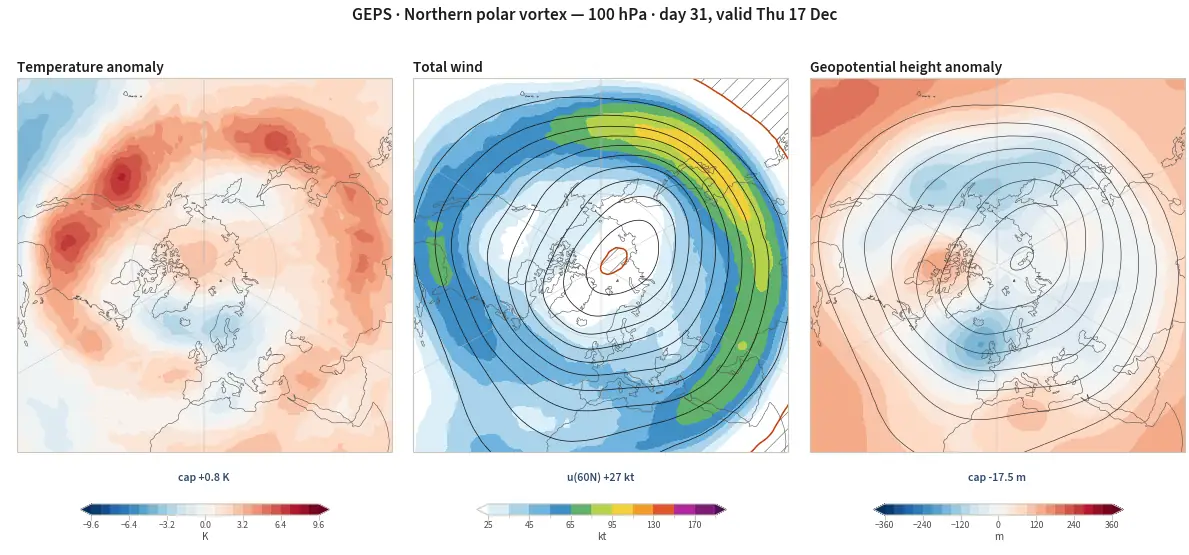 GEPS · Northern polar vortex — 100 hPa · day 31, valid Thu 17 Dec
Temperature anomaly
Total wind
Geopotential height anomaly
cap +0.8 K
u(60N) +27 kt
cap -17.5 m
−9.6 −6.4 −3.2 0.0 3.2 6.4 9.6
K
25 45 65 95 130 170
kt
−360 −240 −120 0 120 240 360
m